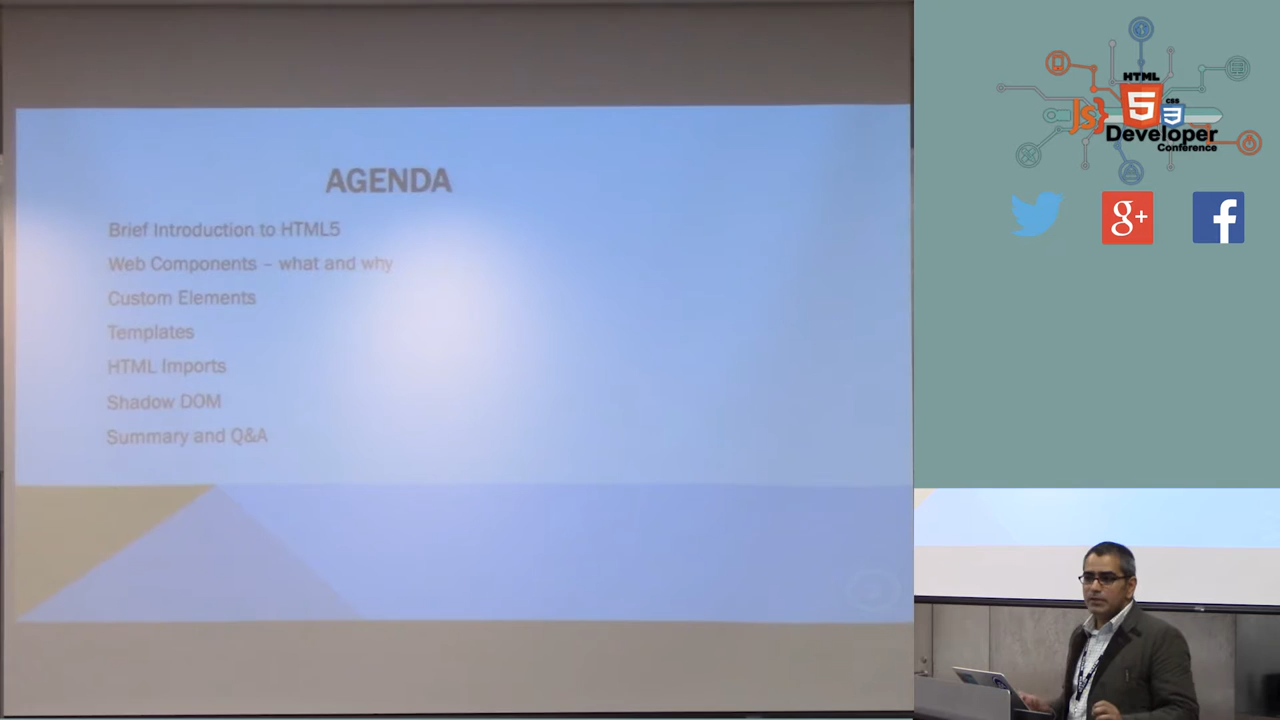 AGENDA
Brief Introduction to HTML5
Web Components – what and why
Custom Elements
Templates
HTML Imports
Shadow DOM
Summary and Q&A
HTML
5
JS}
CSS
3
Developer
Conference
g+
f